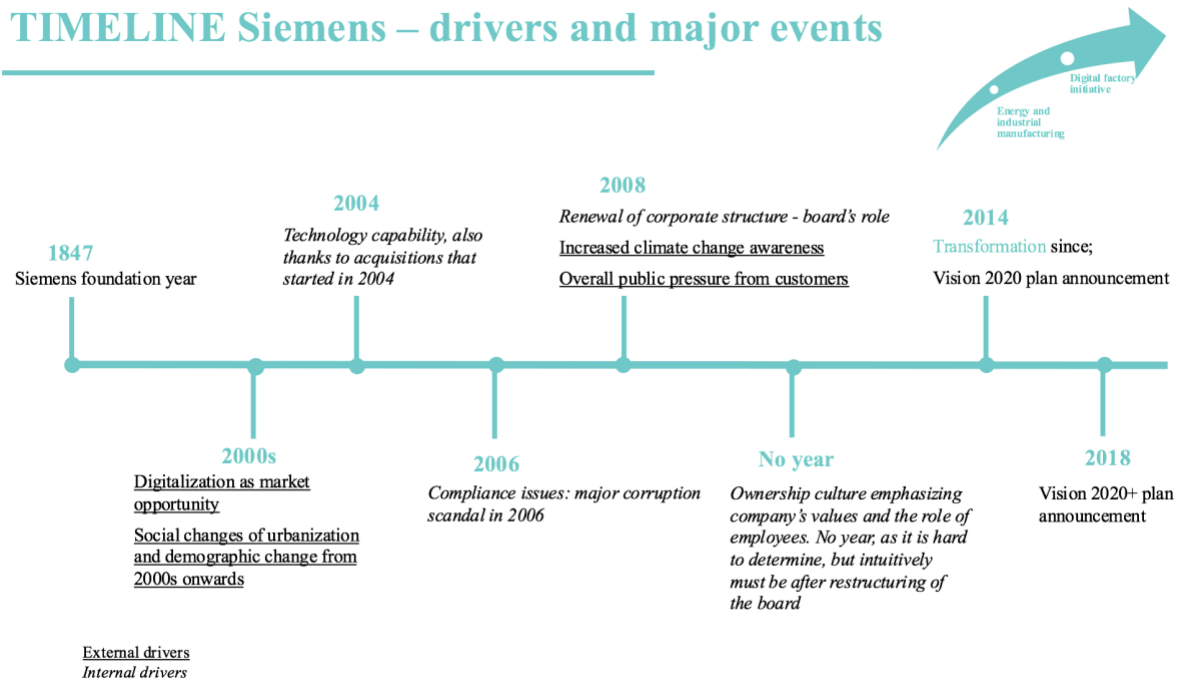 TIMELINE Siemens – drivers and major events
Digital factory
initiative
Energy and
industrial
manufacturing
1847
Siemens foundation year
2004
Technology capability, also
thanks to acquisitions that
started in 2004
2008
Renewal of corporate structure - board's role
Increased climate change awareness
Overall public pressure from customers
2014
Transformation since;
Vision 2020 plan announcement
2000s
Digitalization as market
opportunity
Social changes of urbanization
and demographic change from
2000s onwards
2006
Compliance issues: major corruption
scandal in 2006
No year
Ownership culture emphasizing
company's values and the role of
employees. No year, as it is hard
to determine, but intuitively
must be after restructuring of
the board
2018
Vision 2020+ plan
announcement
External drivers
Internal drivers